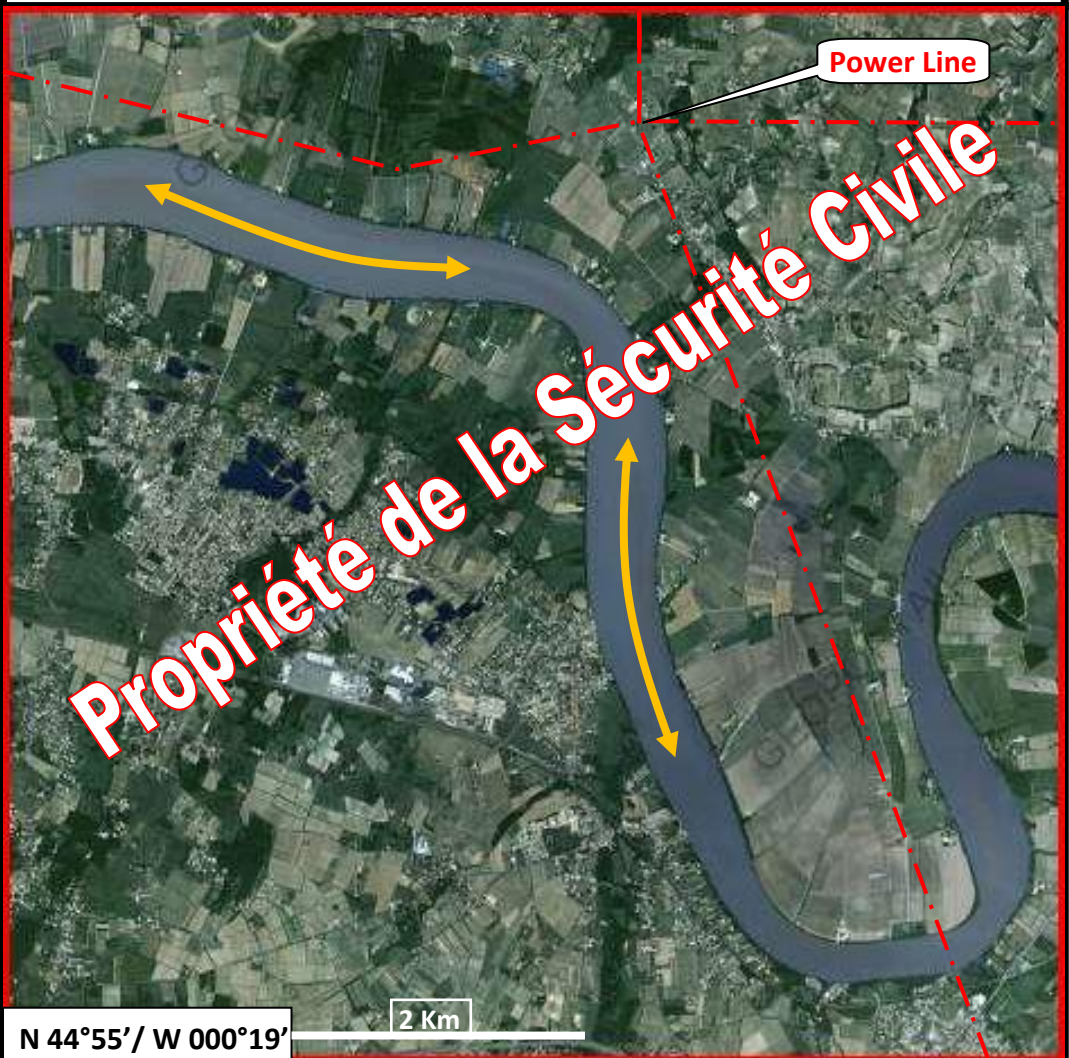 Power Line
Propriété de la Sécurité Civile
2 Km
N 44°55’/ W 000°19’